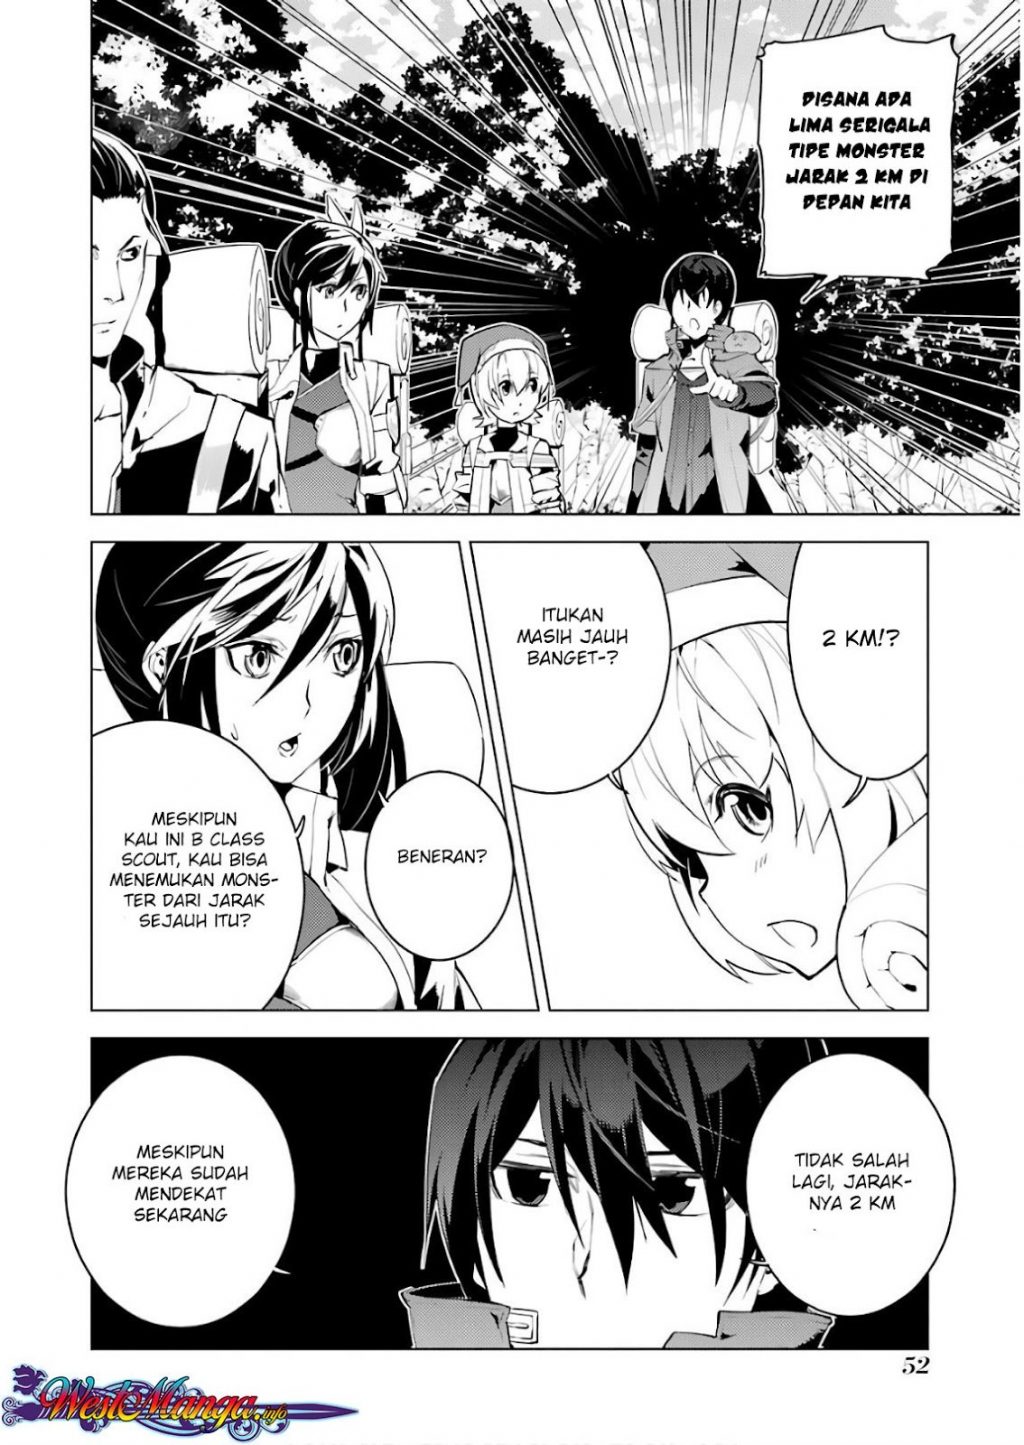 DISANA ADA
LIMA SERIGALA
TIPE MONSTER
JARAK 2 KM DI
DEPAN KITA
2 KM!?
ITUKAN
MASIH JAUH
BANGET-?
BENERAN?
MESKIPUN
KAU INI B CLASS
SCOUT, KAU BISA
MENEMUKAN MONS-
TER DARI JARAK
SEJAUH ITU?
TIDAK SALAH
LAGI, JARAK-
NYA 2 KM
MESKIPUN
MEREKA SUDAH
MENDEKAT
SEKARANG
52
WestManga.info